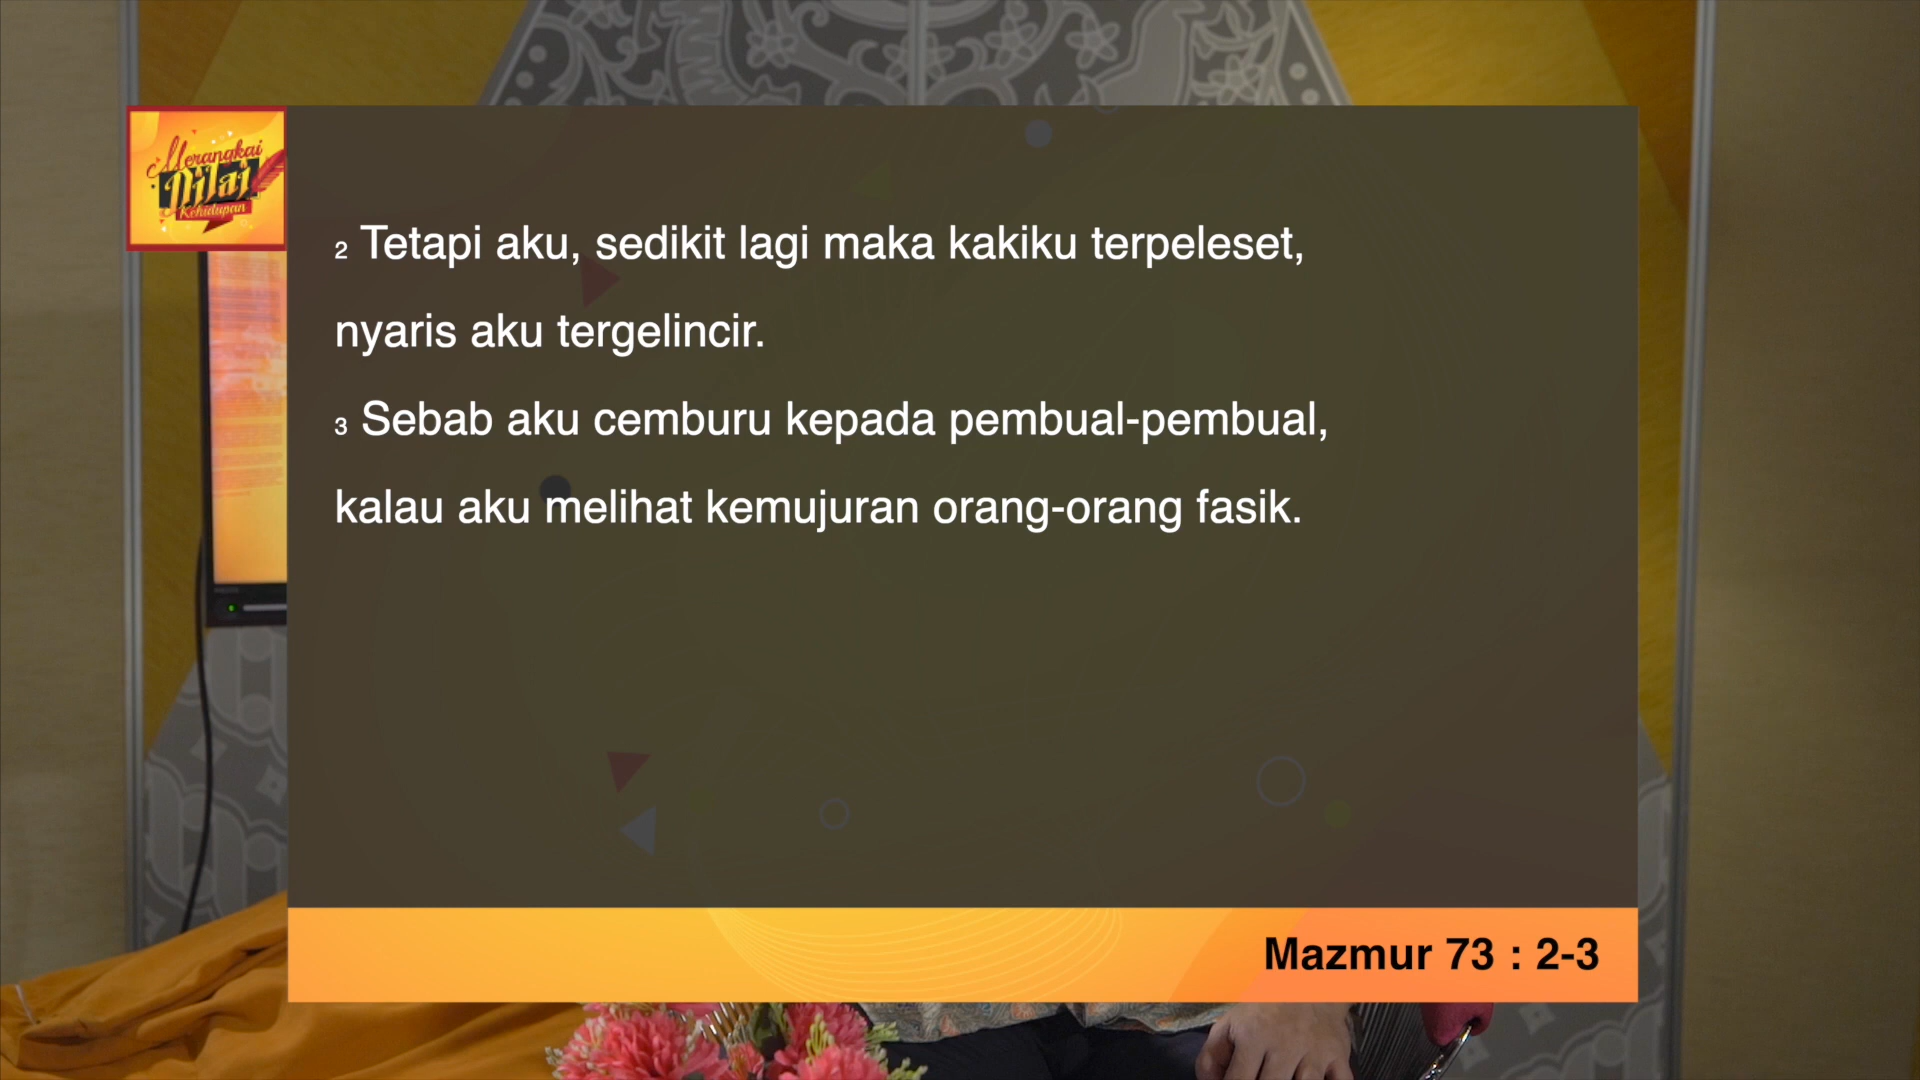 Merangkai
Nilai
Kehidupan
2 Tetapi aku, sedikit lagi maka kakiku terpeleset,
nyaris aku tergelincir.
3 Sebab aku cemburu kepada pembual-pembual,
kalau aku melihat kemujuran orang-orang fasik.
Mazmur 73 : 2-3